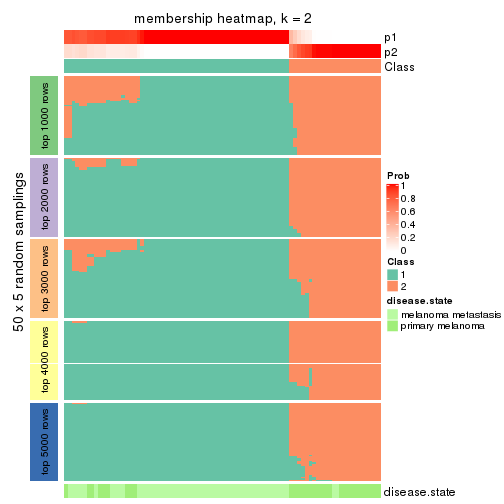 membership heatmap, k = 2
p1
p2
Class
50 x 5 random samplings
top 1000 rows
top 2000 rows
top 3000 rows
top 4000 rows
top 5000 rows
Prob
1
0.8
0.6
0.4
0.2
0
Class
1
2
disease.state
melanoma metastasis
primary melanoma
disease.state